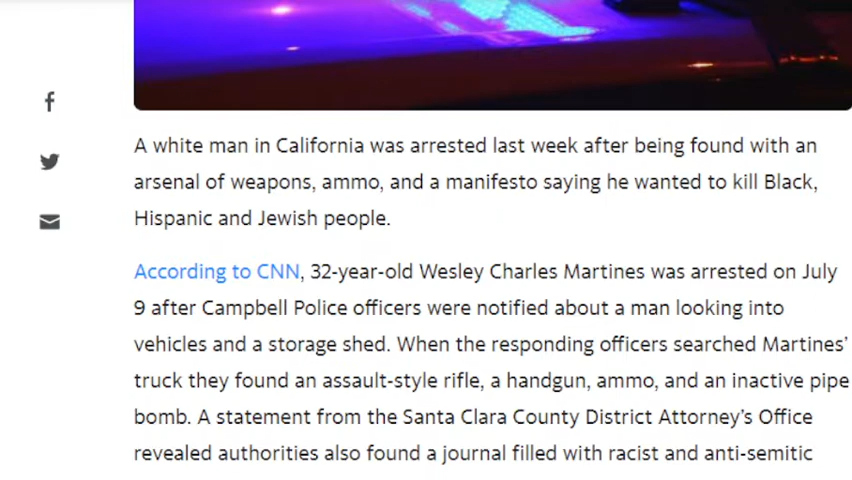 A white man in California was arrested last week after being found with an
arsenal of weapons, ammo, and a manifesto saying he wanted to kill Black,
Hispanic and Jewish people.
According to CNN, 32-year-old Wesley Charles Martines was arrested on July
9 after Campbell Police officers were notified about a man looking into
vehicles and a storage shed. When the responding officers searched Martines’
truck they found an assault-style rifle, a handgun, ammo, and an inactive pipe
bomb. A statement from the Santa Clara County District Attorney’s Office
revealed authorities also found a journal filled with racist and anti-semitic